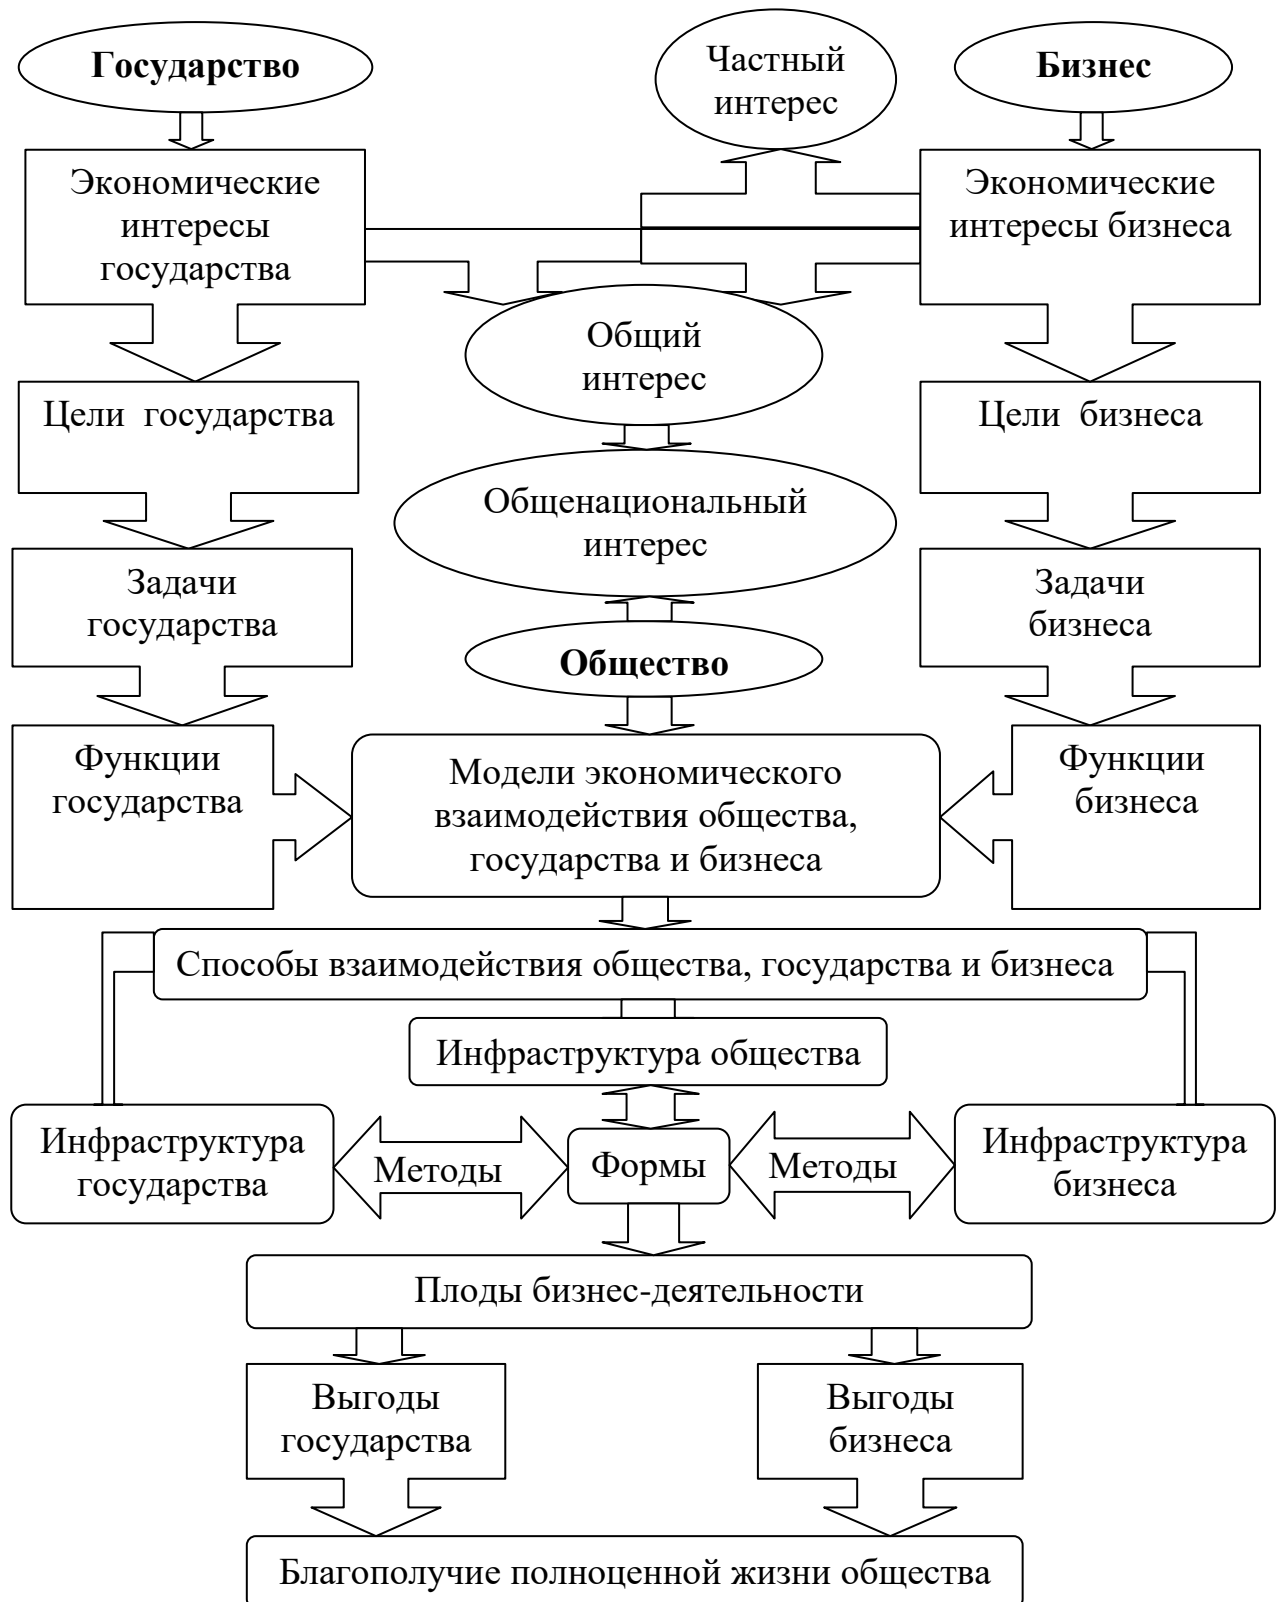 Государство
Частный
интерес
Бизнес
Экономические
интересы
государства
Экономические
интересы бизнеса
Общий
интерес
Цели государства
Цели бизнеса
Общенациональный
интерес
Задачи
государства
Задачи
бизнеса
Общество
Функции
государства
Модели экономического
взаимодействия общества,
государства и бизнеса
Функции
бизнеса
Способы взаимодействия общества, государства и бизнеса
Инфраструктура общества
Инфраструктура
государства
Методы
Формы
Методы
Инфраструктура
бизнеса
Плоды бизнес-деятельности
Выгоды
государства
Выгоды
бизнеса
Благополучие полноценной жизни общества